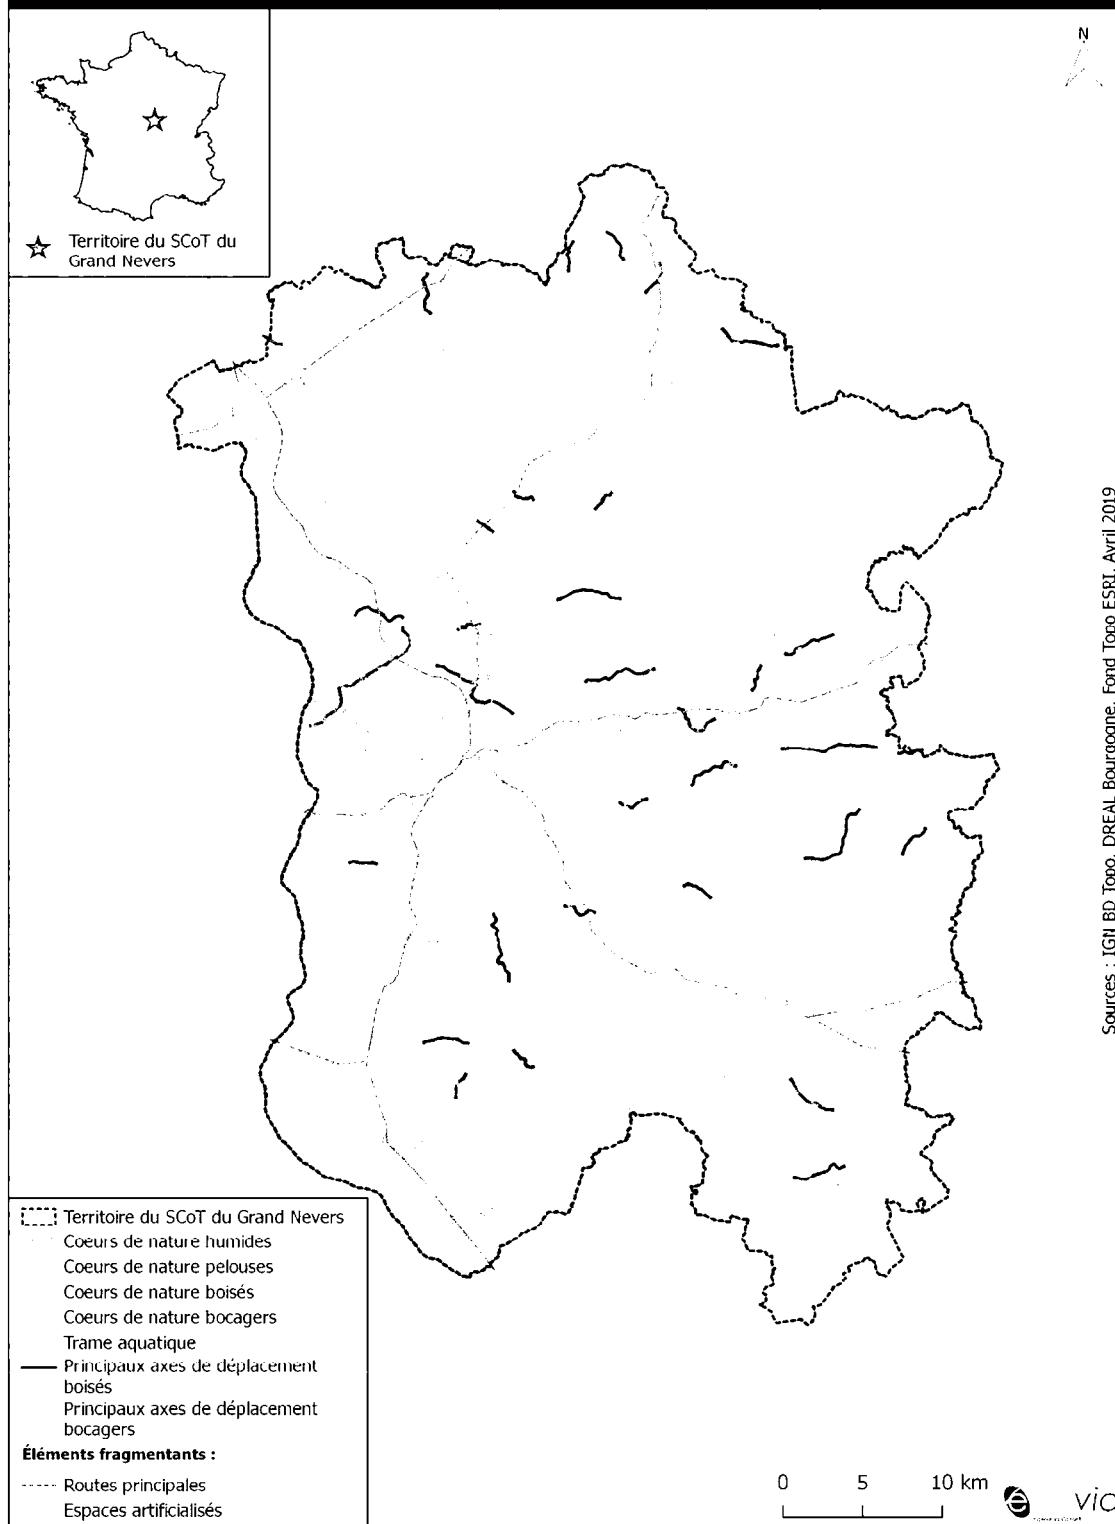 N
Territoire du SCoT du
Grand Nevers
Sources : IGN BD Topo, DREAL Bourgogne, Fond Topo ESRI, Avril 2019
Territoire du SCoT du Grand Nevers
Coeurs de nature humides
Coeurs de nature pelouses
Coeurs de nature boisés
Coeurs de nature bocagers
Trame aquatique
Principaux axes de déplacement
boisés
Principaux axes de déplacement
bocagers
Éléments fragmentants :
Routes principales
Espaces artificialisés
0 5 10 km
é vic